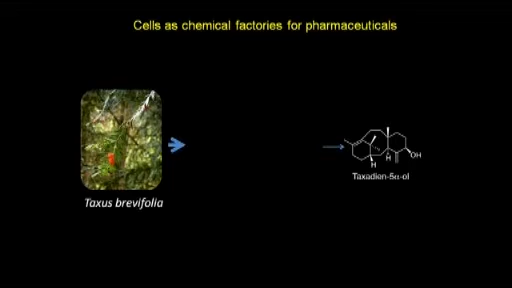 Cells as chemical factories for pharmaceuticals
Taxus brevifolia
H
H
OH
Taxadien-5α-ol